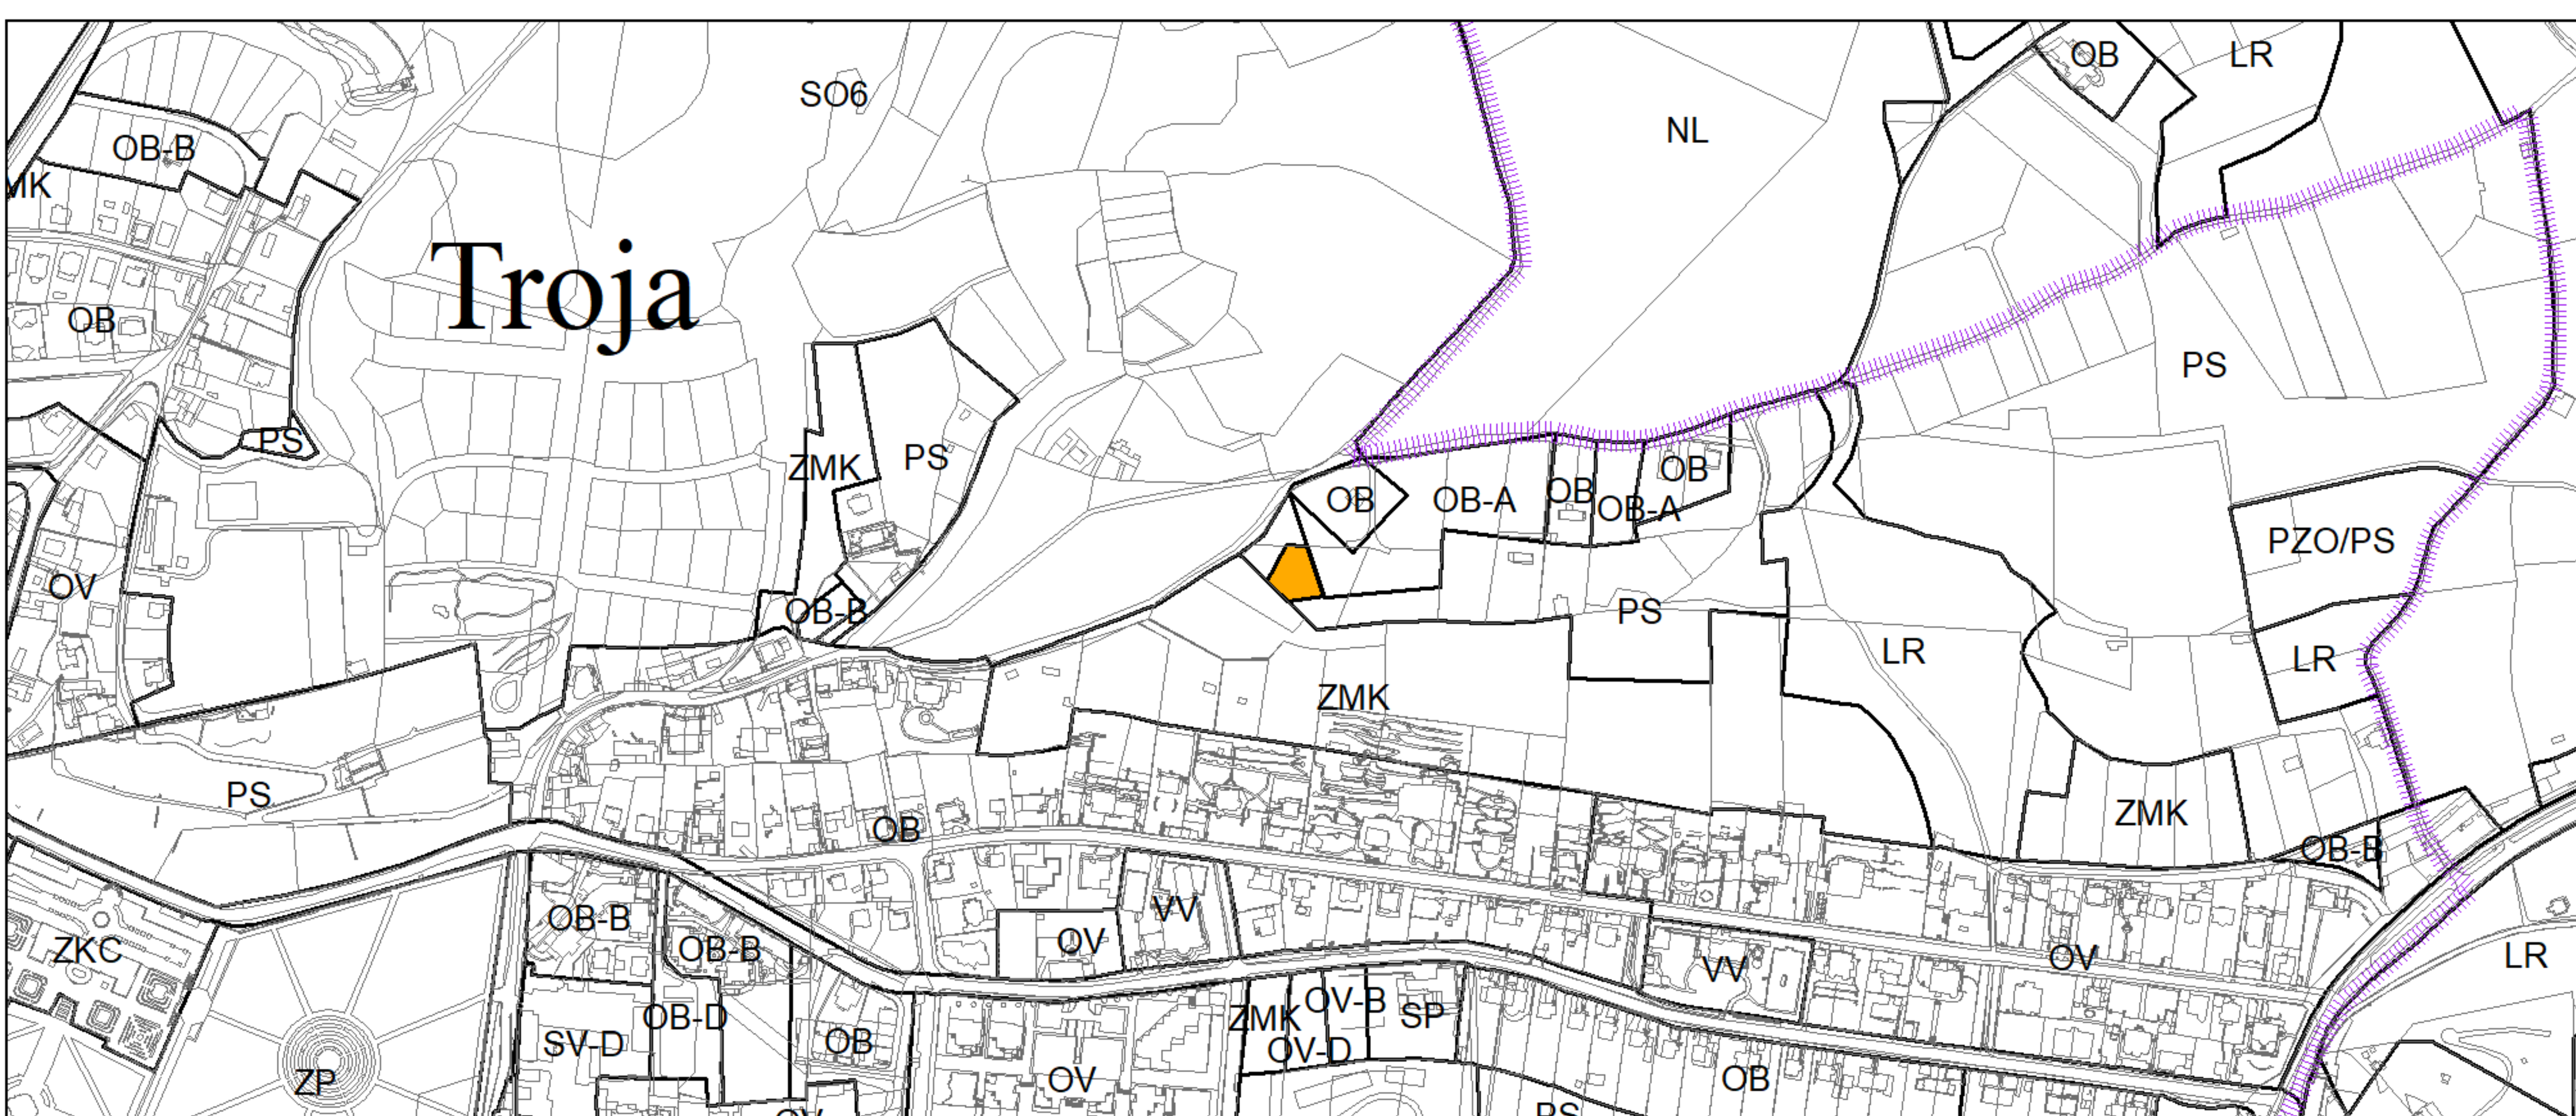 OB
LR
SO6
NL
OB-B
MK
Troja
OB
PS
PS
ZMK
PS
OB
OB-A
OB
OB-A
OB
PZO/PS
OV
OB-B
PS
LR
LR
ZMK
PS
ZMK
OB
OB-B
VV
OB-B
OB-B
OV
ZKC
VV
OV
LR
OV-B
SP
ZMK
OB-D
SV-D
OB
OV-D
ZP
OV
OB
OV
PS